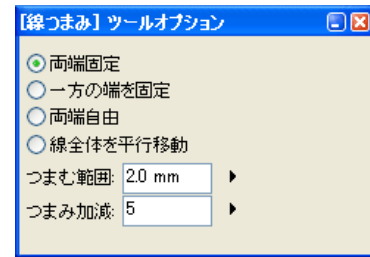 [線つまみ] ツールオプション
両端固定
一方の端を固定
両端自由
線全体を平行移動
つまむ範囲: 2.0 mm
つまみ加減: 5